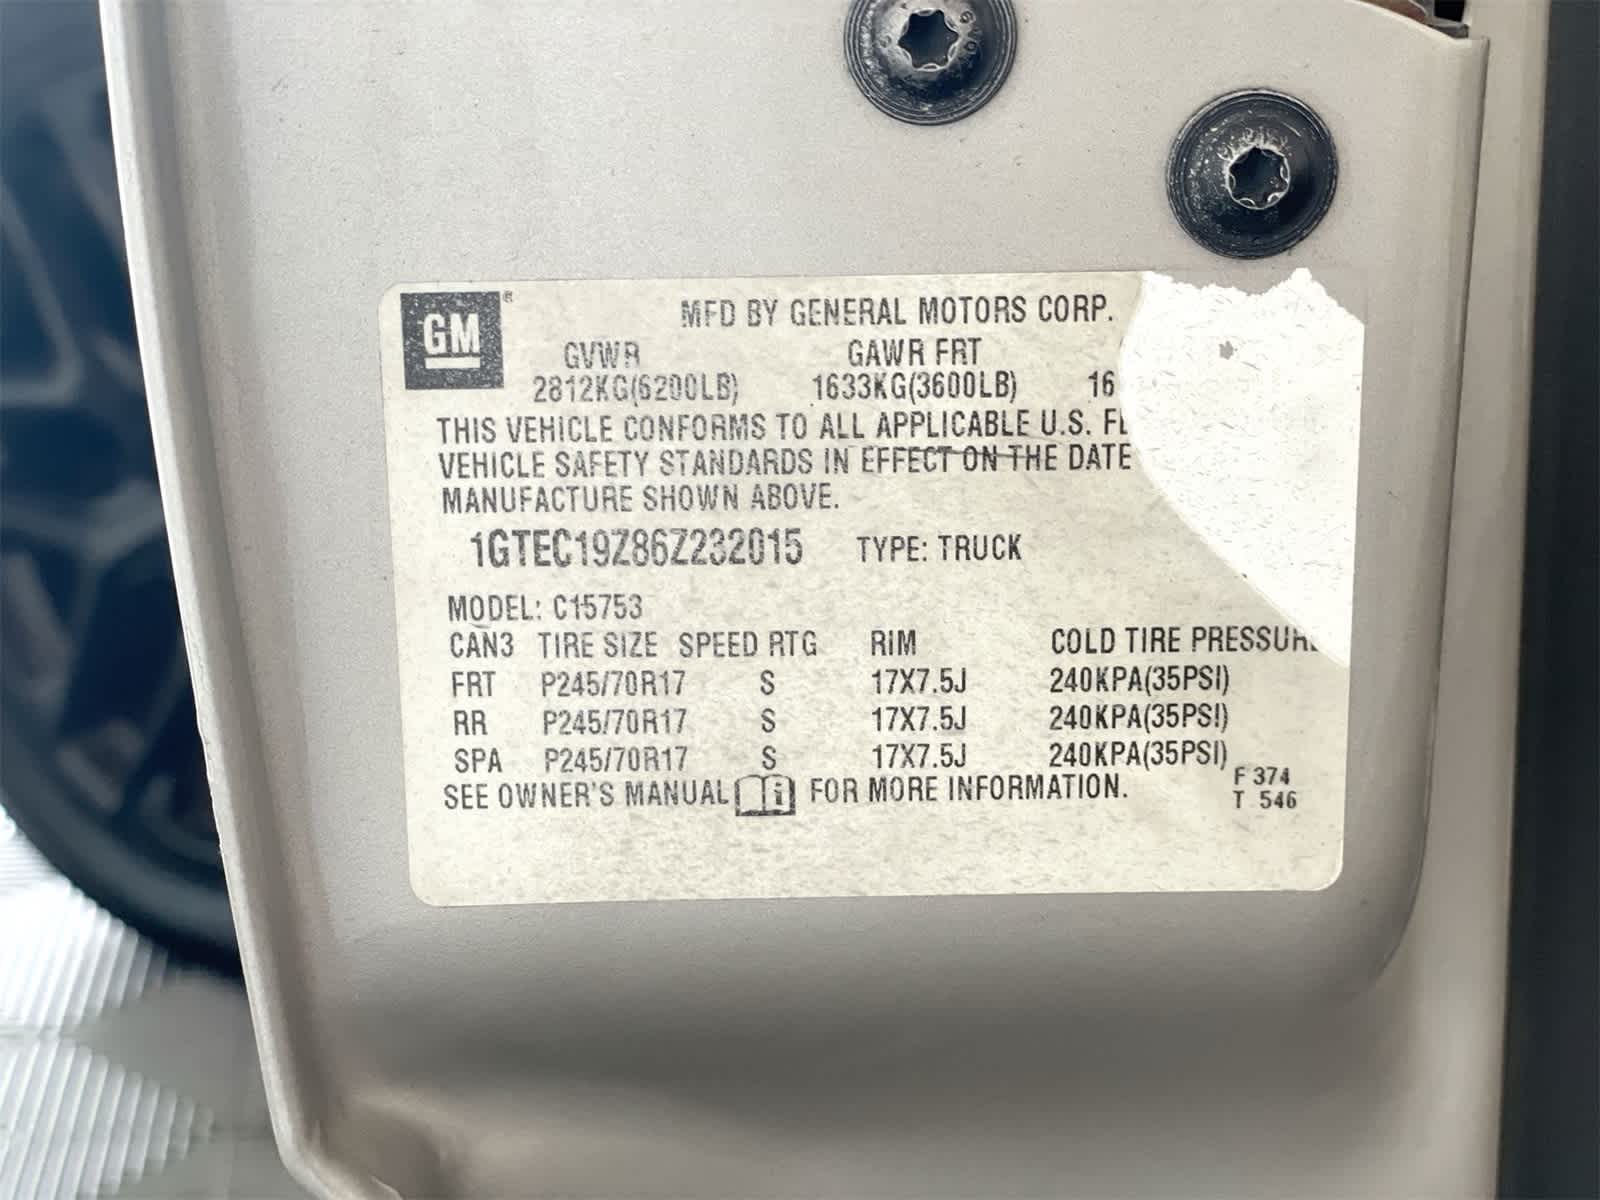 GM®
MFD BY GENERAL MOTORS CORP.
GVWR GAWR FRT
2812KG(6200LB) 1633KG(3600LB) 16
THIS VEHICLE CONFORMS TO ALL APPLICABLE U.S.
VEHICLE SAFETY STANDARDS IN EFFECT ON THE DATE
MANUFACTURE SHOWN ABOVE.
1GTEC19Z86Z232015 TYPE: TRUCK
MODEL: C15753
CAN3 TIRE SIZE SPEED RTG RIM COLD TIRE PRESSURE
FRT P245/70R17 S 17X7.5J 240KPA(35PSI)
RR P245/70R17 S 17X7.5J 240KPA(35PSI)
SPA P245/70R17 S 17X7.5J 240KPA(35PSI)
SEE OWNER'S MANUAL i FOR MORE INFORMATION.
F 374
T 546